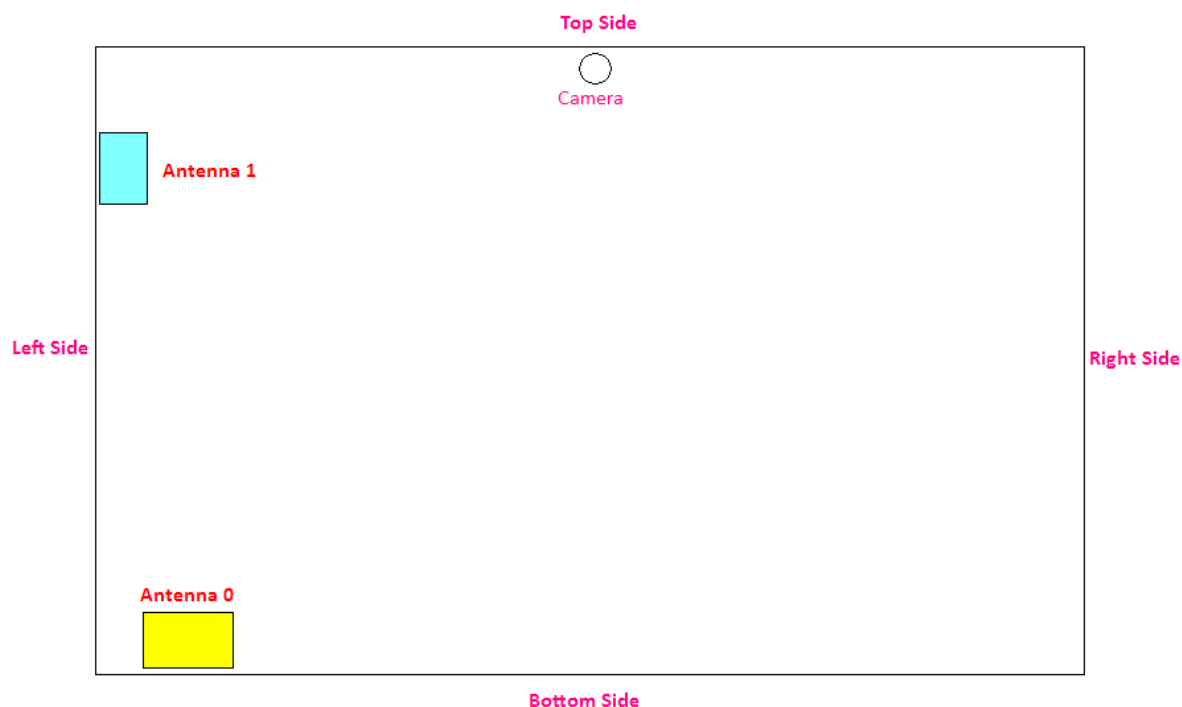 Top Side
Camera
Antenna 1
Left Side
Right Side
Antenna 0
Bottom Side